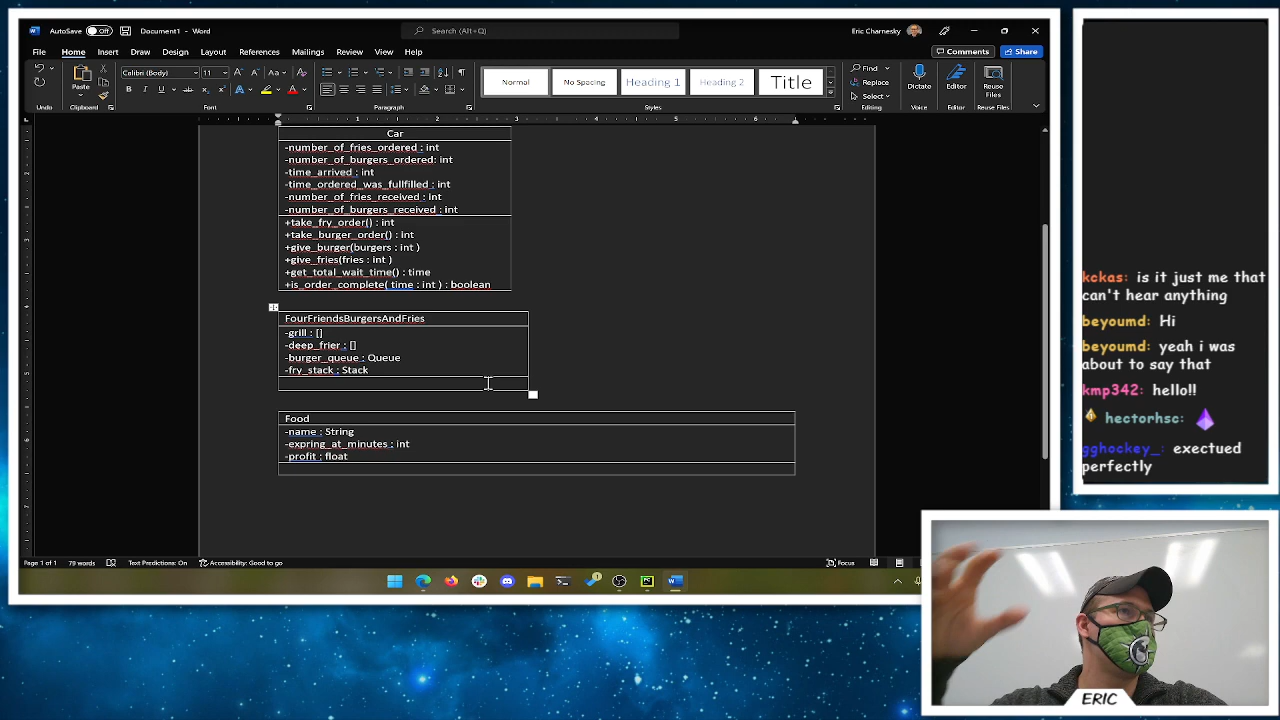 AutoSave Off Document1 - Word Search (Alt+Q) Eric Charnesky
File Home Insert Draw Design Layout References Mailings Review View Help Comments Share
Paste Calibri (Body) 11 Normal No Spacing Heading 1 Heading 2 Title Find Replace Select Dictate Editor Reuse Files
Undo Clipboard Font Paragraph Styles Editing Voice Editor Reuse Files
Car
-number_of_fries_ordered : int
-number_of_burgers_ordered: int
-time_arrived : int
-time_ordered_was_fullfilled : int
-number_of_fries_received : int
-number_of_burgers_received : int
+take_fry_order() : int
+take_burger_order() : int
+give_burger(burgers : int )
+give_fries(fries : int )
+get_total_wait_time() : time
+is_order_complete( time : int ) : boolean
FourFriendsBurgersAndFries
-grill : []
-deep_frier : []
-burger_queue : Queue
-fry_stack : Stack
Food
-name : String
-expring_at_minutes : int
-profit : float
Page 1 of 1 79 words Text Predictions: On Accessibility: Good to go Focus
kckas: is it just me that
can't hear anything
beyoumd: Hi
beyoumd: yeah i was
about to say that
kmp342: hello!!
hectorhsc:
gghockey_: exectued
perfectly
ERIC